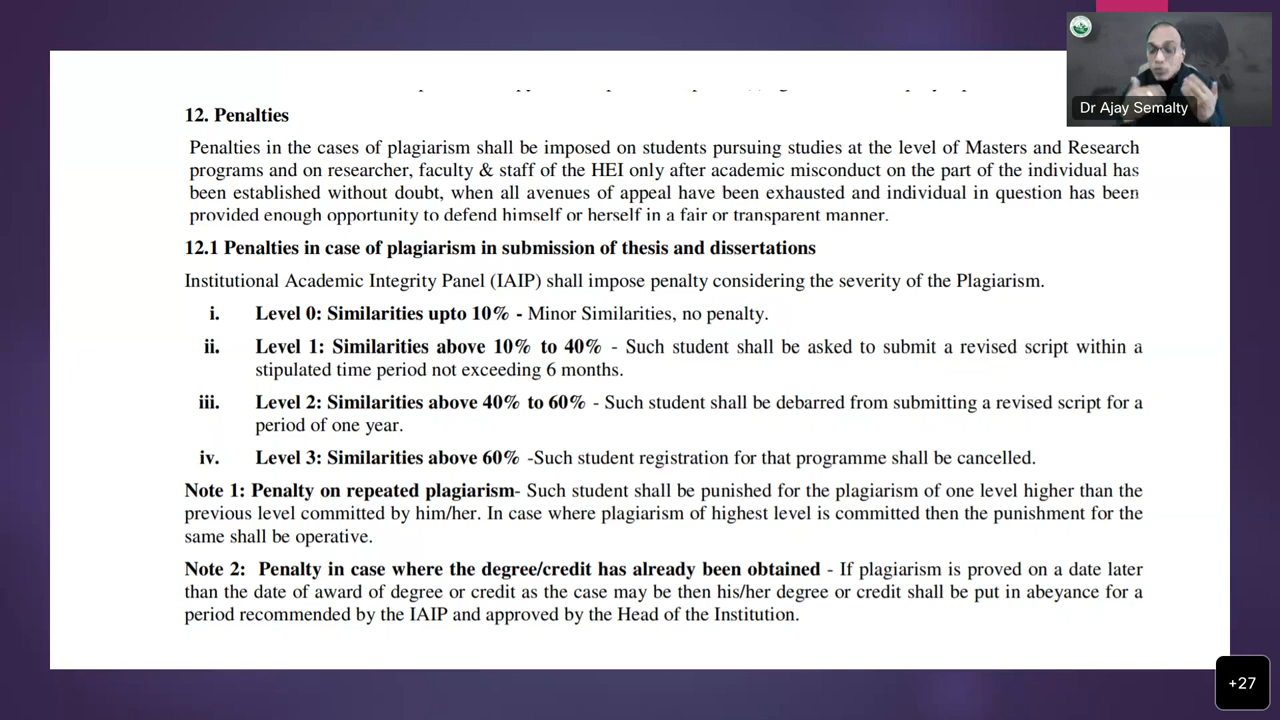 12. Penalties
Penalties in the cases of plagiarism shall be imposed on students pursuing studies at the level of Masters and Research
programs and on researcher, faculty & staff of the HEI only after academic misconduct on the part of the individual has
been established without doubt, when all avenues of appeal have been exhausted and individual in question has been
provided enough opportunity to defend himself or herself in a fair or transparent manner.
12.1 Penalties in case of plagiarism in submission of thesis and dissertations
Institutional Academic Integrity Panel (IAIP) shall impose penalty considering the severity of the Plagiarism.
i. Level 0: Similarities upto 10% - Minor Similarities, no penalty.
ii. Level 1: Similarities above 10% to 40% - Such student shall be asked to submit a revised script within a
stipulated time period not exceeding 6 months.
iii. Level 2: Similarities above 40% to 60% - Such student shall be debarred from submitting a revised script for a
period of one year.
iv. Level 3: Similarities above 60% -Such student registration for that programme shall be cancelled.
Note 1: Penalty on repeated plagiarism- Such student shall be punished for the plagiarism of one level higher than the
previous level committed by him/her. In case where plagiarism of highest level is committed then the punishment for the
same shall be operative.
Note 2: Penalty in case where the degree/credit has already been obtained - If plagiarism is proved on a date later
than the date of award of degree or credit as the case may be then his/her degree or credit shall be put in abeyance for a
period recommended by the IAIP and approved by the Head of the Institution.
Dr Ajay Semalty
+27